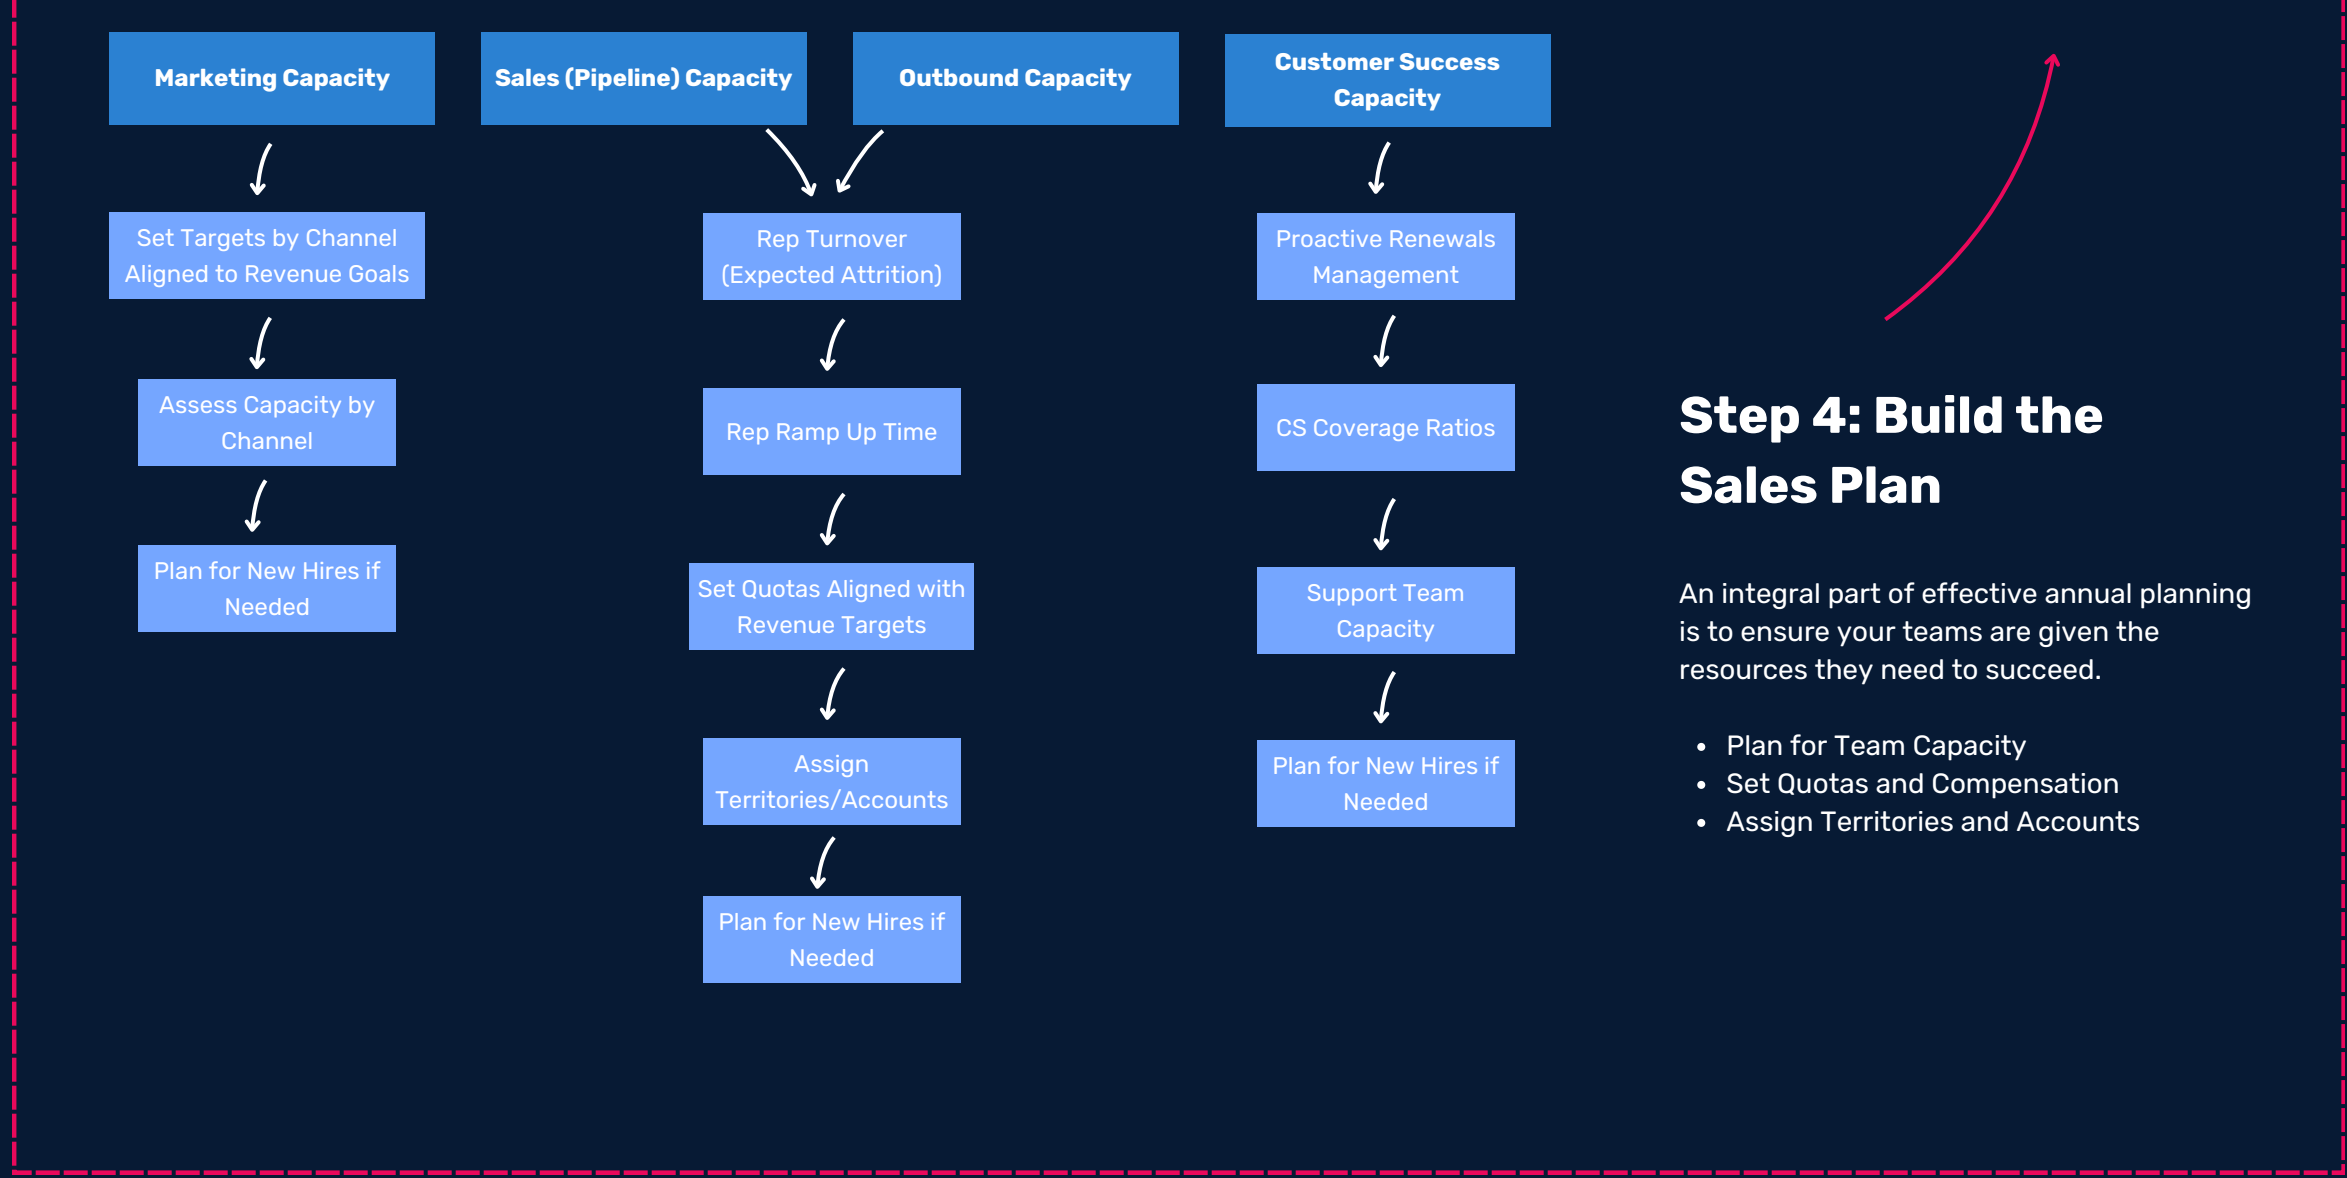 Marketing Capacity
Sales (Pipeline) Capacity
Outbound Capacity
Customer Success
Capacity
Set Targets by Channel
Aligned to Revenue Goals
Assess Capacity by
Channel
Plan for New Hires if
Needed
Rep Turnover
(Expected Attrition)
Rep Ramp Up Time
Set Quotas Aligned with
Revenue Targets
Assign
Territories/Accounts
Plan for New Hires if
Needed
Proactive Renewals
Management
CS Coverage Ratios
Support Team
Capacity
Plan for New Hires if
Needed
Step 4: Build the
Sales Plan
An integral part of effective annual planning
is to ensure your teams are given the
resources they need to succeed.
• Plan for Team Capacity
• Set Quotas and Compensation
• Assign Territories and Accounts